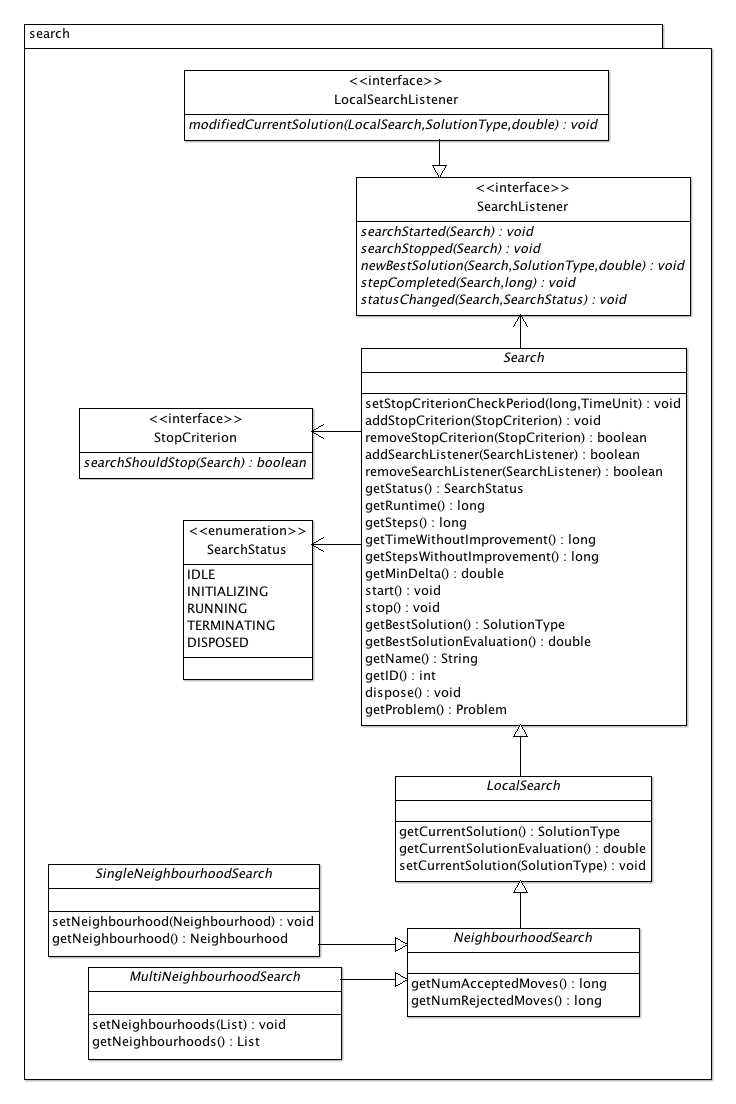 search
<<interface>>
LocalSearchListener
modifiedCurrentSolution(LocalSearch,SolutionType,double) : void
<<interface>>
SearchListener
searchStarted(Search) : void
searchStopped(Search) : void
newBestSolution(Search,SolutionType,double) : void
stepCompleted(Search,long) : void
statusChanged(Search,SearchStatus) : void
Search
setStopCriterionCheckPeriod(long,TimeUnit) : void
addStopCriterion(StopCriterion) : void
removeStopCriterion(StopCriterion) : boolean
addSearchListener(SearchListener) : boolean
removeSearchListener(SearchListener) : boolean
getStatus() : SearchStatus
getRuntime() : long
getSteps() : long
getTimeWithoutImprovement() : long
getStepsWithoutImprovement() : long
getMinDelta() : double
start() : void
stop() : void
getBestSolution() : SolutionType
getBestSolutionEvaluation() : double
getName() : String
getID() : int
dispose() : void
getProblem() : Problem
<<interface>>
StopCriterion
searchShouldStop(Search) : boolean
<<enumeration>>
SearchStatus
IDLE
INITIALIZING
RUNNING
TERMINATING
DISPOSED
LocalSearch
getCurrentSolution() : SolutionType
getCurrentSolutionEvaluation() : double
setCurrentSolution(SolutionType) : void
SingleNeighbourhoodSearch
setNeighbourhood(Neighbourhood) : void
getNeighbourhood() : Neighbourhood
NeighbourhoodSearch
getNumAcceptedMoves() : long
getNumRejectedMoves() : long
MultiNeighbourhoodSearch
setNeighbourhoods(List) : void
getNeighbourhoods() : List